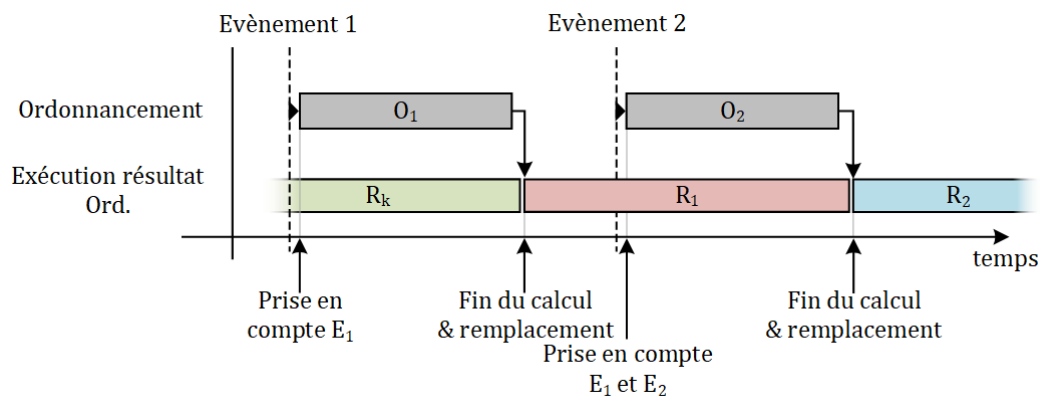 Evènement 1
Evènement 2
Ordonnancement
O₁
O₂
Exécution résultat
Ord.
Rₖ
R₁
R₂
temps
Prise en
compte E₁
Fin du calcul
& remplacement
Prise en compte
E₁ et E₂
Fin du calcul
& remplacement